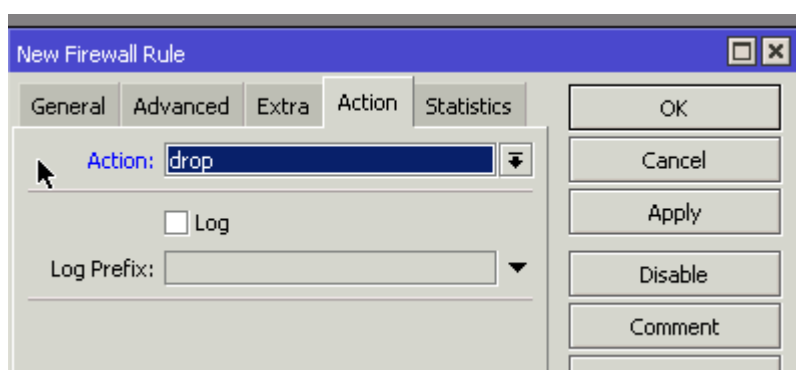 New Firewall Rule
General Advanced Extra Action Statistics
OK
Action: drop
Cancel
Log
Apply
Log Prefix:
Disable
Comment